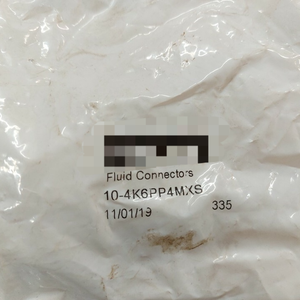 Fluid Connectors
10-4K6PP4MXS
11/01/19 335